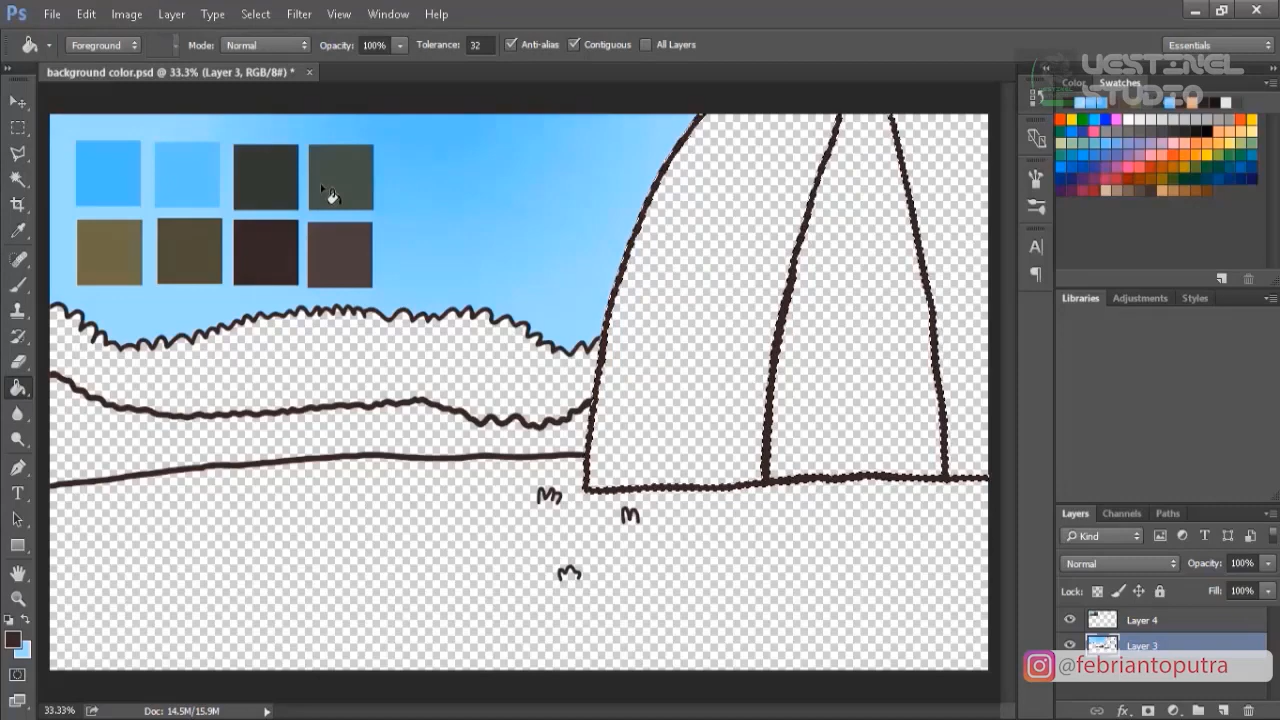 Ps File Edit Image Layer Type Select Filter View Window Help
Foreground Mode: Normal Opacity: 100% Tolerance: 32 Anti-alias Contiguous All Layers Essentials
background color.psd @ 33.3% (Layer 3, RGB/8#) *
VESTINEL
STUDIO
Color Swatches
Libraries Adjustments Styles
Layers Channels Paths
Kind
Normal Opacity: 100%
Lock: Fill: 100%
Layer 4
Layer 3
@febriantoputra
33.33% Doc: 14.5M/15.9M